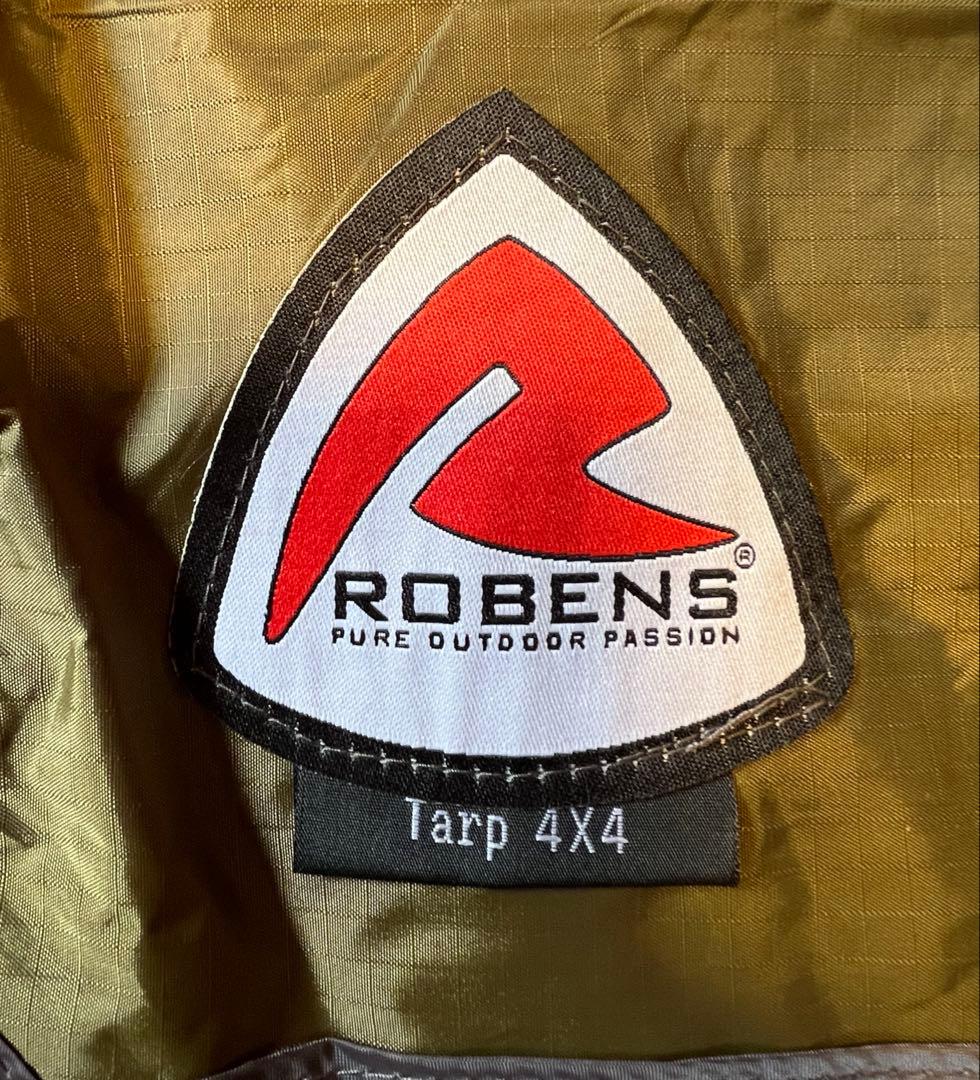 ®
ROBENS
PURE OUTDOOR PASSION
Tarp 4X4